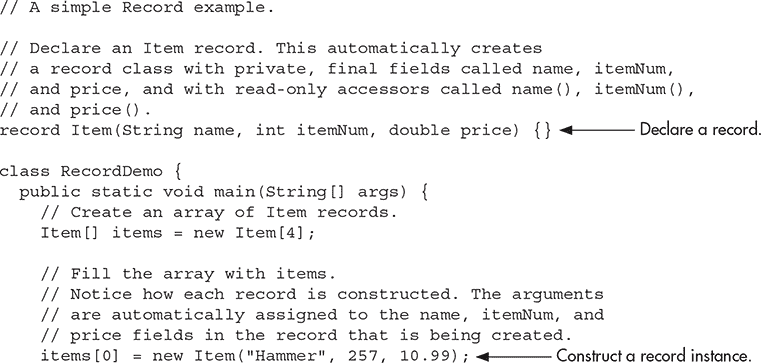 // A simple Record example.
// Declare an Item record. This automatically creates
// a record class with private, final fields called name, itemNum,
// and price, and with read-only accessors called name(), itemNum(),
// and price().
record Item(String name, int itemNum, double price) {} Declare a record.
class RecordDemo {
public static void main(String[] args) {
// Create an array of Item records.
Item[] items = new Item[4];
// Fill the array with items.
// Notice how each record is constructed. The arguments
// are automatically assigned to the name, itemNum, and
// price fields in the record that is being created.
items[0] = new Item("Hammer", 257, 10.99); Construct a record instance.